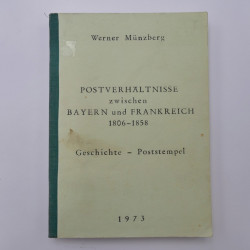 Werner Münzberg
POSTVERHÄLTNISSE
zwischen
BAYERN und FRANKREICH
1806-1858
Geschichte - Poststempel
1973